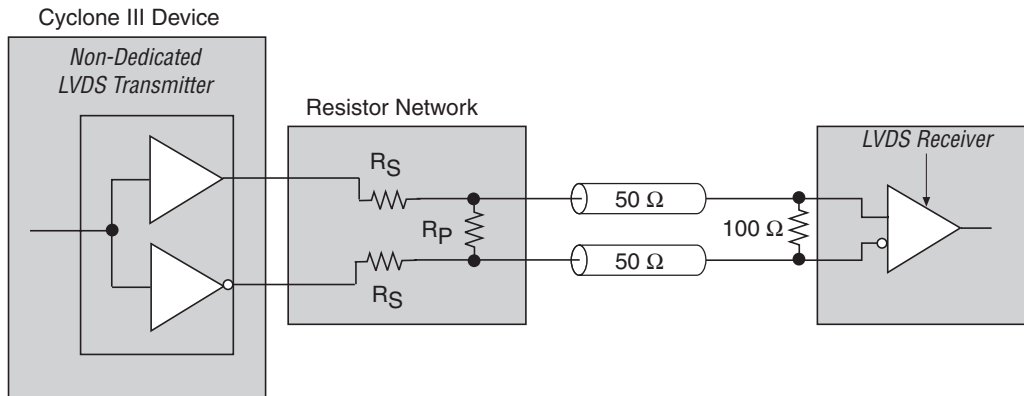 Cyclone III Device
Non-Dedicated
LVDS Transmitter
Resistor Network
RS
RP
RS
50 Ω
50 Ω
100 Ω
LVDS Receiver